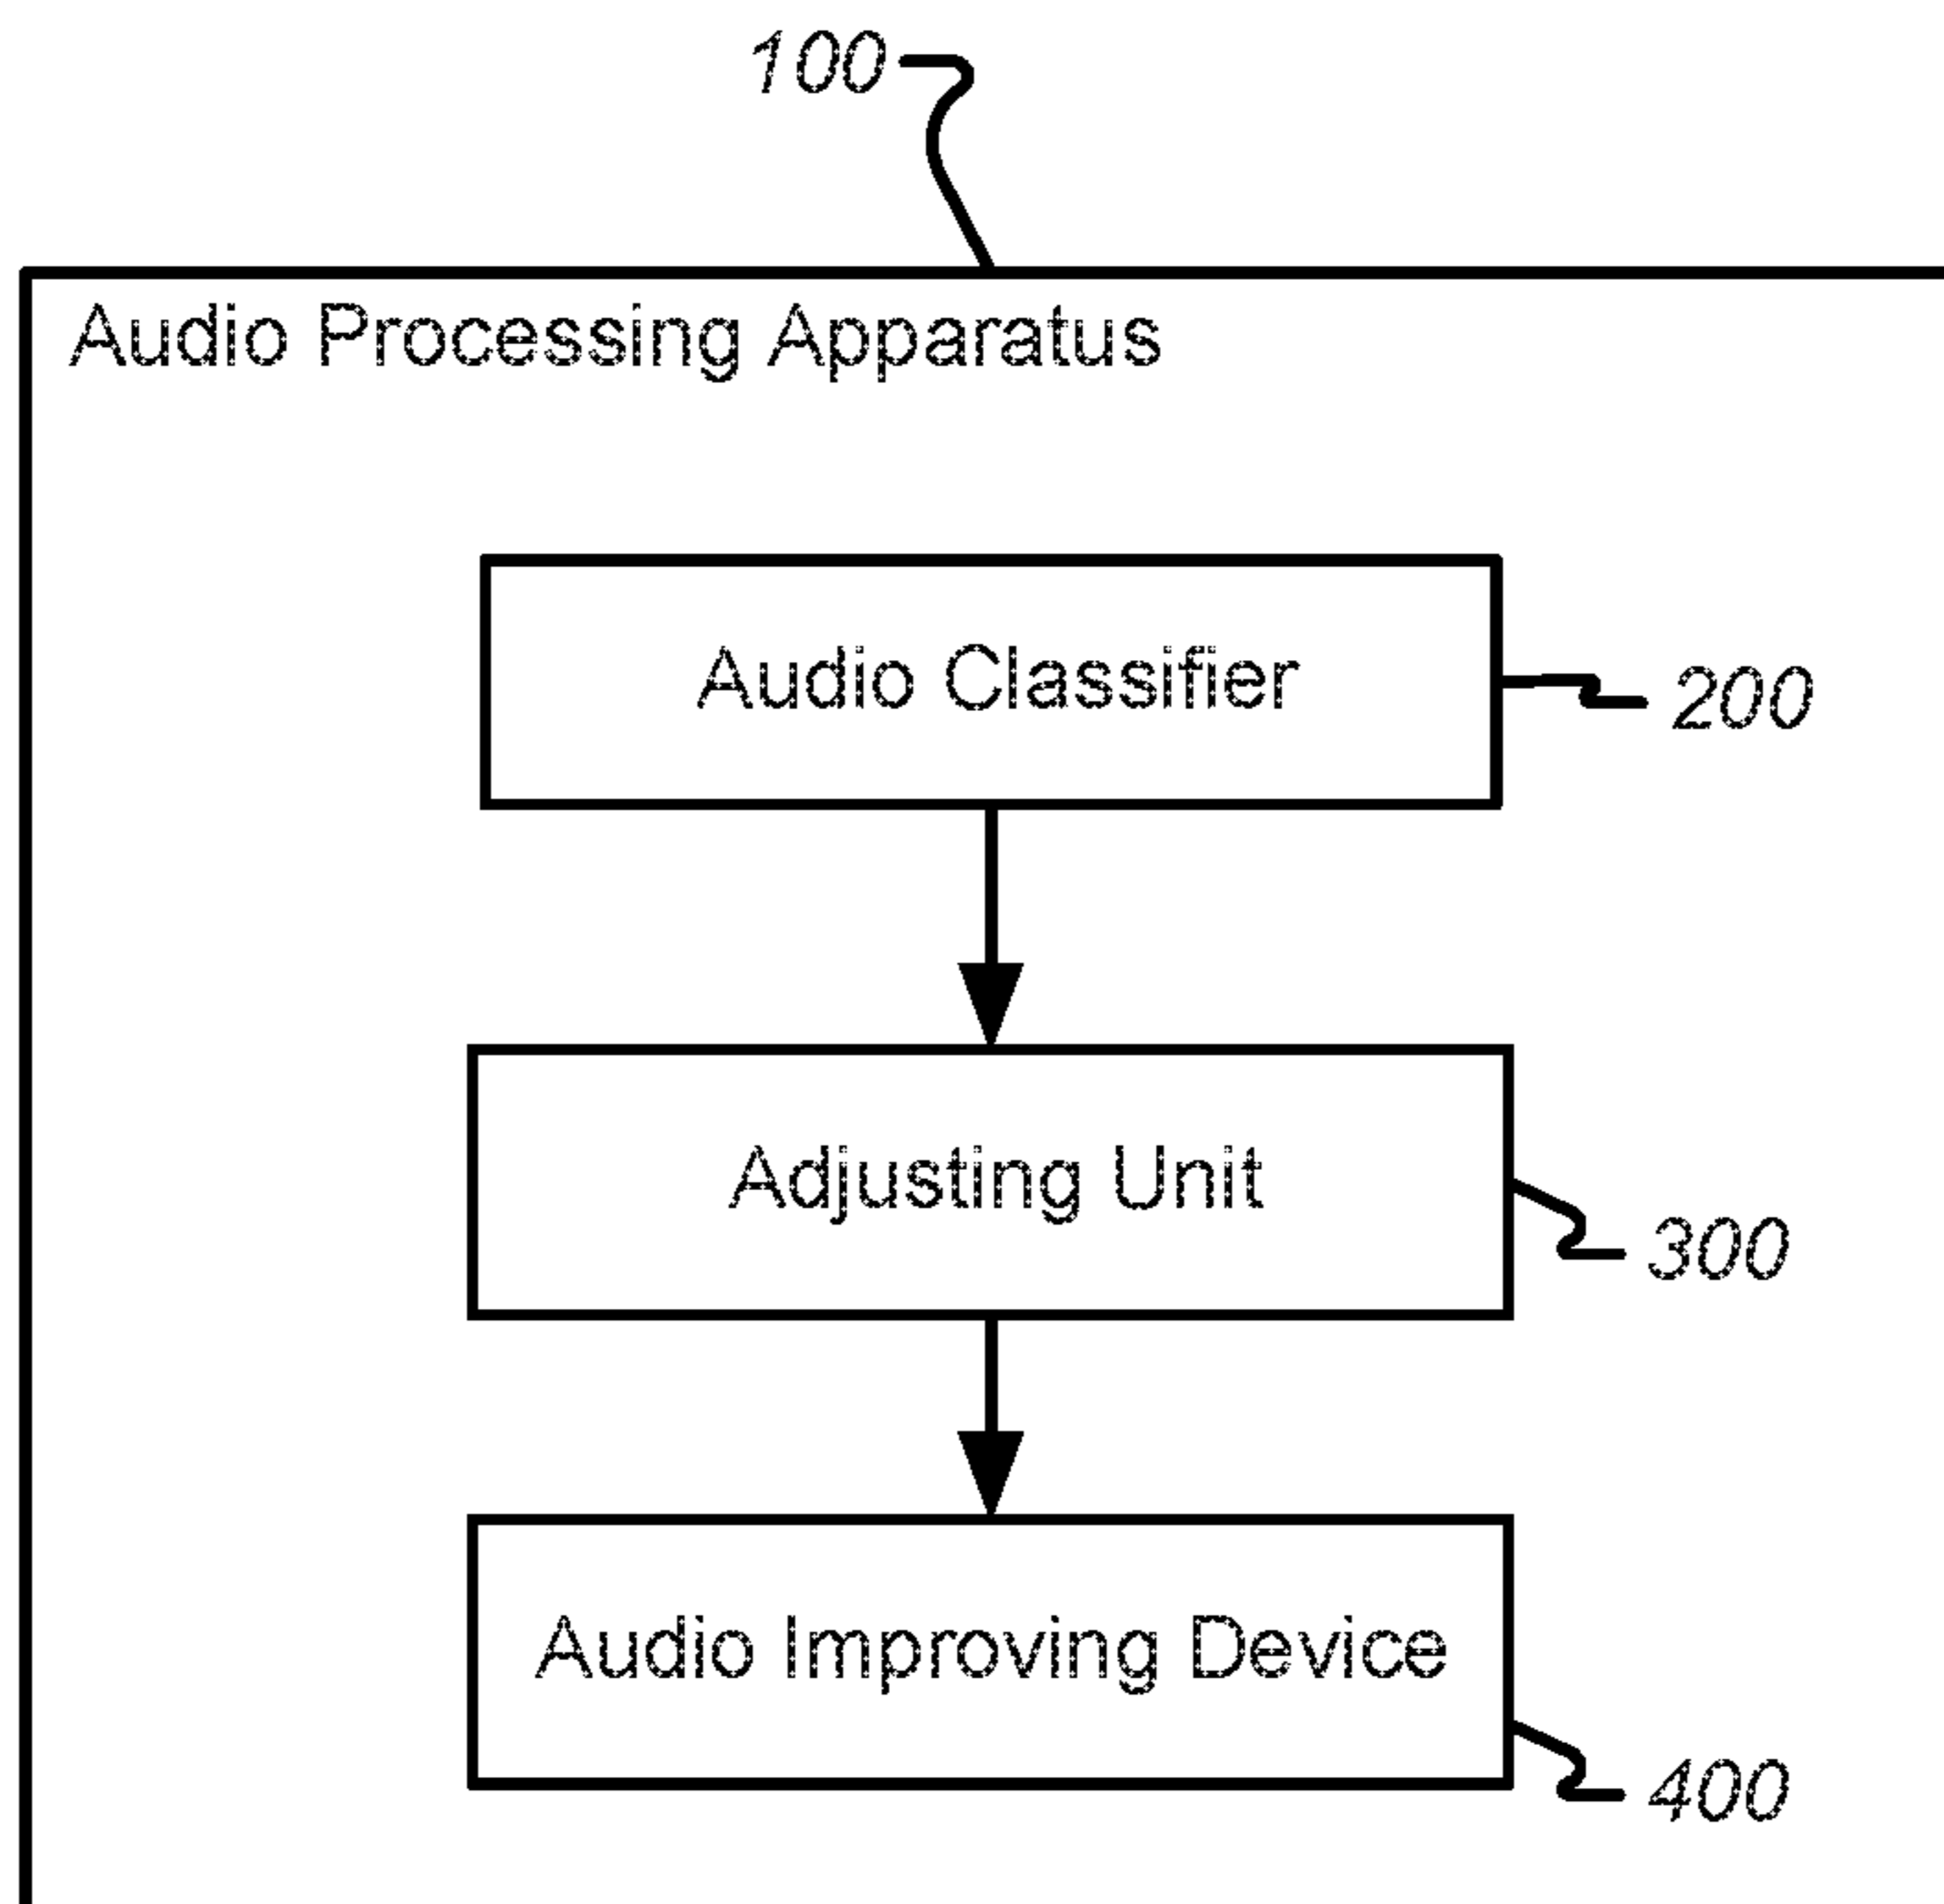 100
Audio Processing Apparatus
Audio Classifier
200
Adjusting Unit
300
Audio Improving Device
400